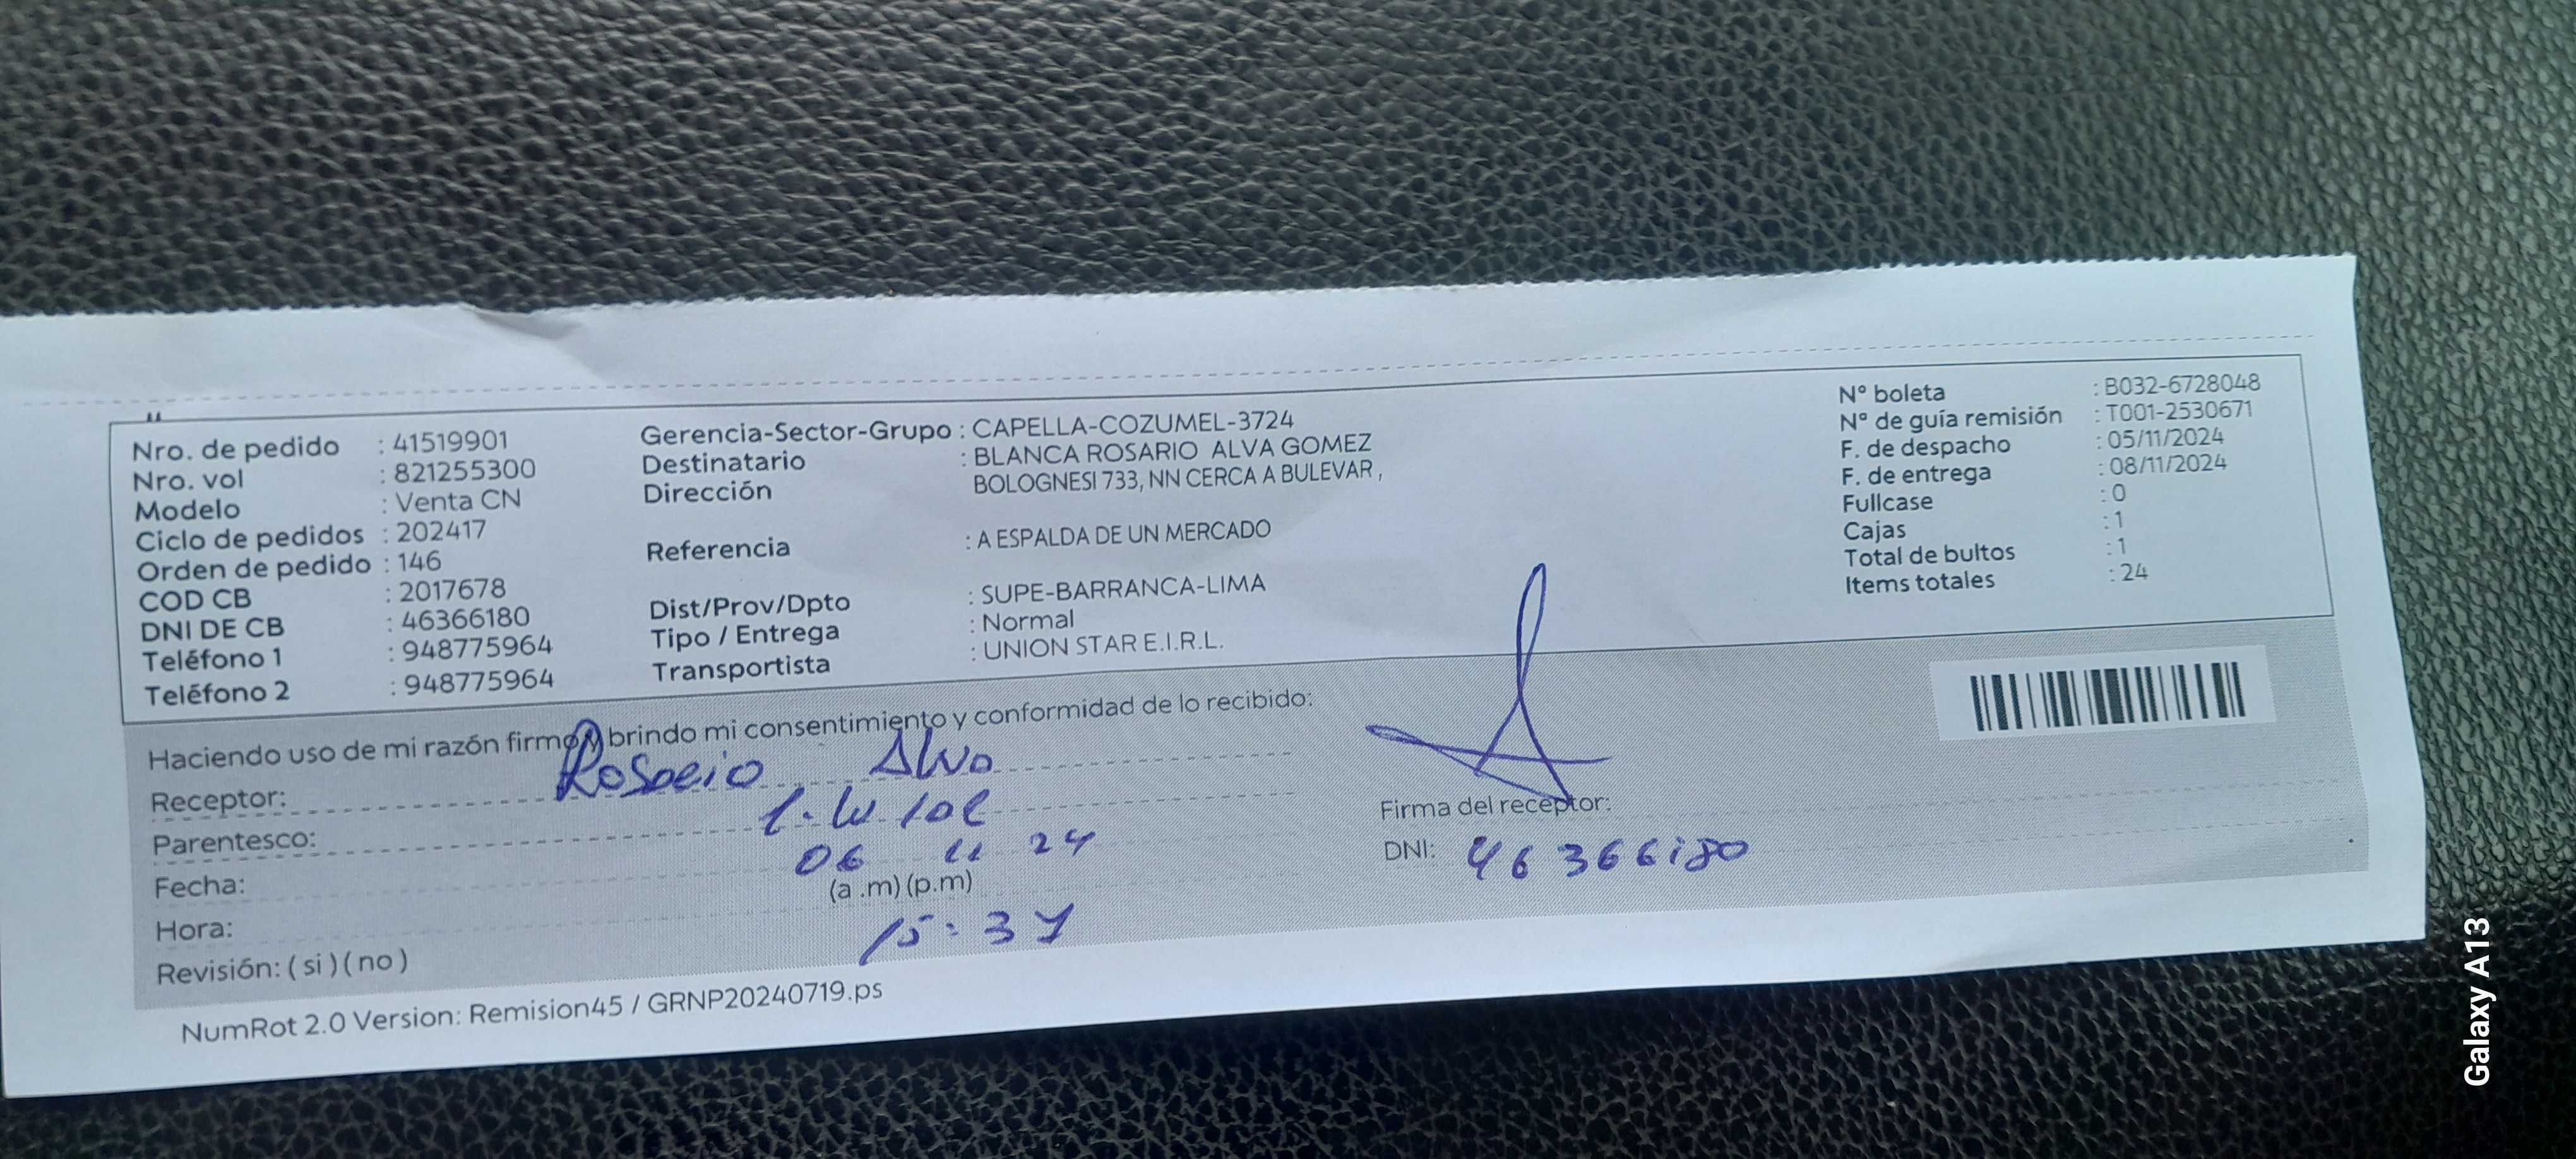 Nro. de pedido : 41519901
Nro. vol : 821255300
Modelo : Venta CN
Ciclo de pedidos : 202417
Orden de pedido : 146
COD CB : 2017678
DNI DE CB : 46366180
Teléfono 1 : 948775964
Teléfono 2 : 948775964
Gerencia-Sector-Grupo : CAPELLA-COZUMEL-3724
Destinatario : BLANCA ROSARIO ALVA GOMEZ
Dirección BOLOGNESI 733, NN CERCA A BULEVAR ,
Referencia : A ESPALDA DE UN MERCADO
Dist/Prov/Dpto : SUPE-BARRANCA-LIMA
Tipo / Entrega : Normal
Transportista : UNION STAR E.I.R.L.
Nº boleta : B032-6728048
Nº de guía remisión : T001-2530671
F. de despacho : 05/11/2024
F. de entrega : 08/11/2024
Fullcase : 0
Cajas : 1
Total de bultos : 1
Items totales : 24
Haciendo uso de mi razón firmo y brindo mi consentimiento y conformidad de lo recibido:
Receptor: Rosario Alva
Parentesco:
Fecha: 06 11 24
(a .m) (p.m)
Hora: 15:37
Revisión: ( si ) ( no )
Firma del receptor:
DNI: 46366180
NumRot 2.0 Version: Remision45 / GRNP20240719.ps
Galaxy A13